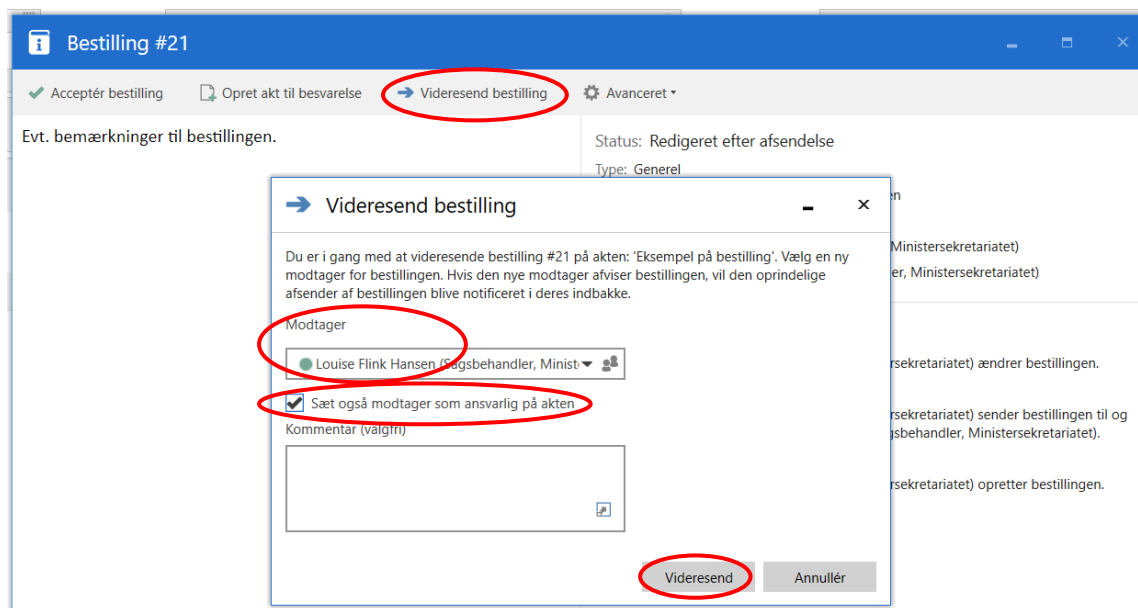 Bestilling #21
Acceptér bestilling Opret akt til besvarelse Videresend bestilling Avanceret
Evt. bemærkninger til bestillingen.
Status: Redigeret efter afsendelse
Type: Generel
Ministersekretariatet)
er, Ministersekretariatet)
rsekretariatet) ændrer bestillingen.
rsekretariatet) sender bestillingen til og
gsbehandler, Ministersekretariatet).
rsekretariatet) opretter bestillingen.
Videresend bestilling
Du er i gang med at videresende bestilling #21 på akten: 'Eksempel på bestilling'. Vælg en ny
modtager for bestillingen. Hvis den nye modtager afviser bestillingen, vil den oprindelige
afsender af bestillingen blive notificeret i deres indbakke.
Modtager
Louise Flink Hansen (Sagsbehandler, Minist
Sæt også modtager som ansvarlig på akten
Kommentar (valgfri)
Videresend Annullér